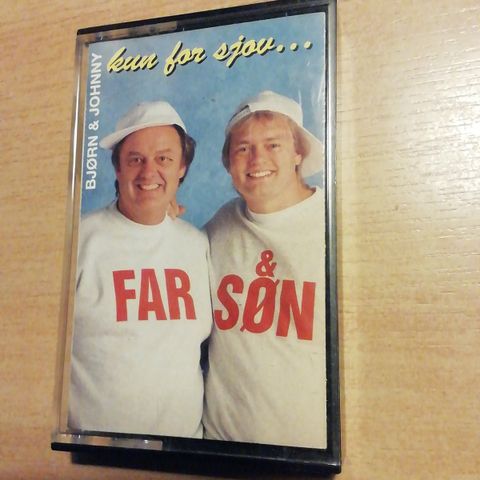 kun for sjov...
BJØRN & JOHNNY
FAR
& SØN